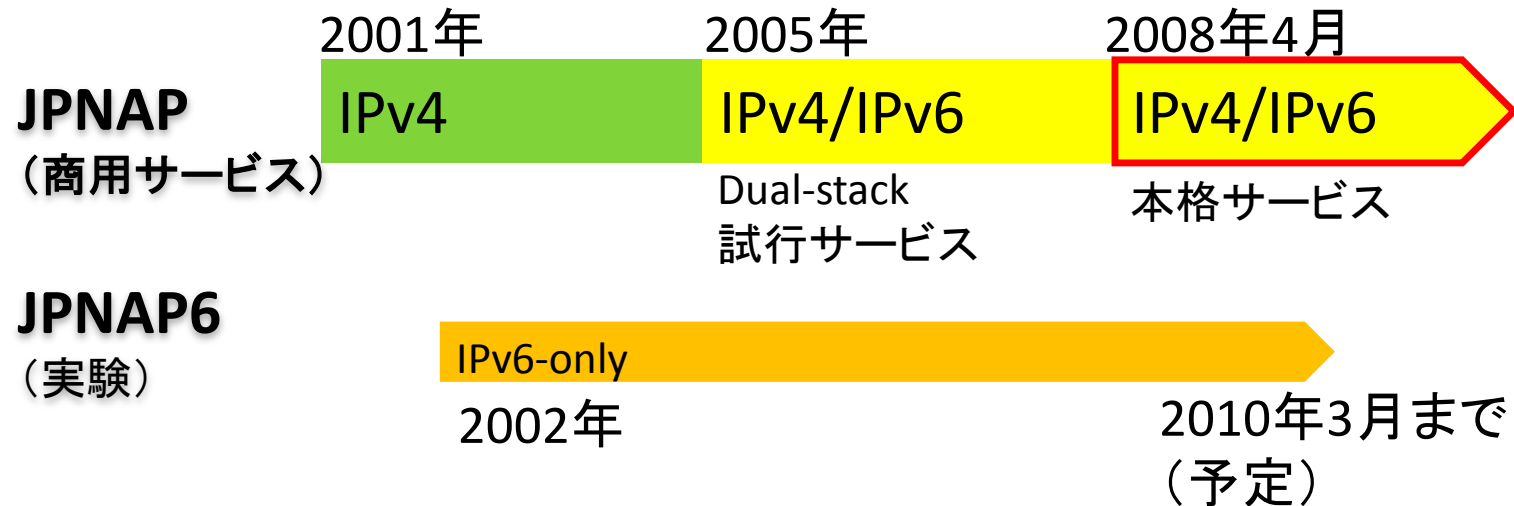 2001年
2005年
2008年4月
JPNAP
（商用サービス）
IPv4
IPv4/IPv6
IPv4/IPv6
Dual-stack
試行サービス
本格サービス
JPNAP6
（実験）
IPv6-only
2002年
2010年3月まで
（予定）